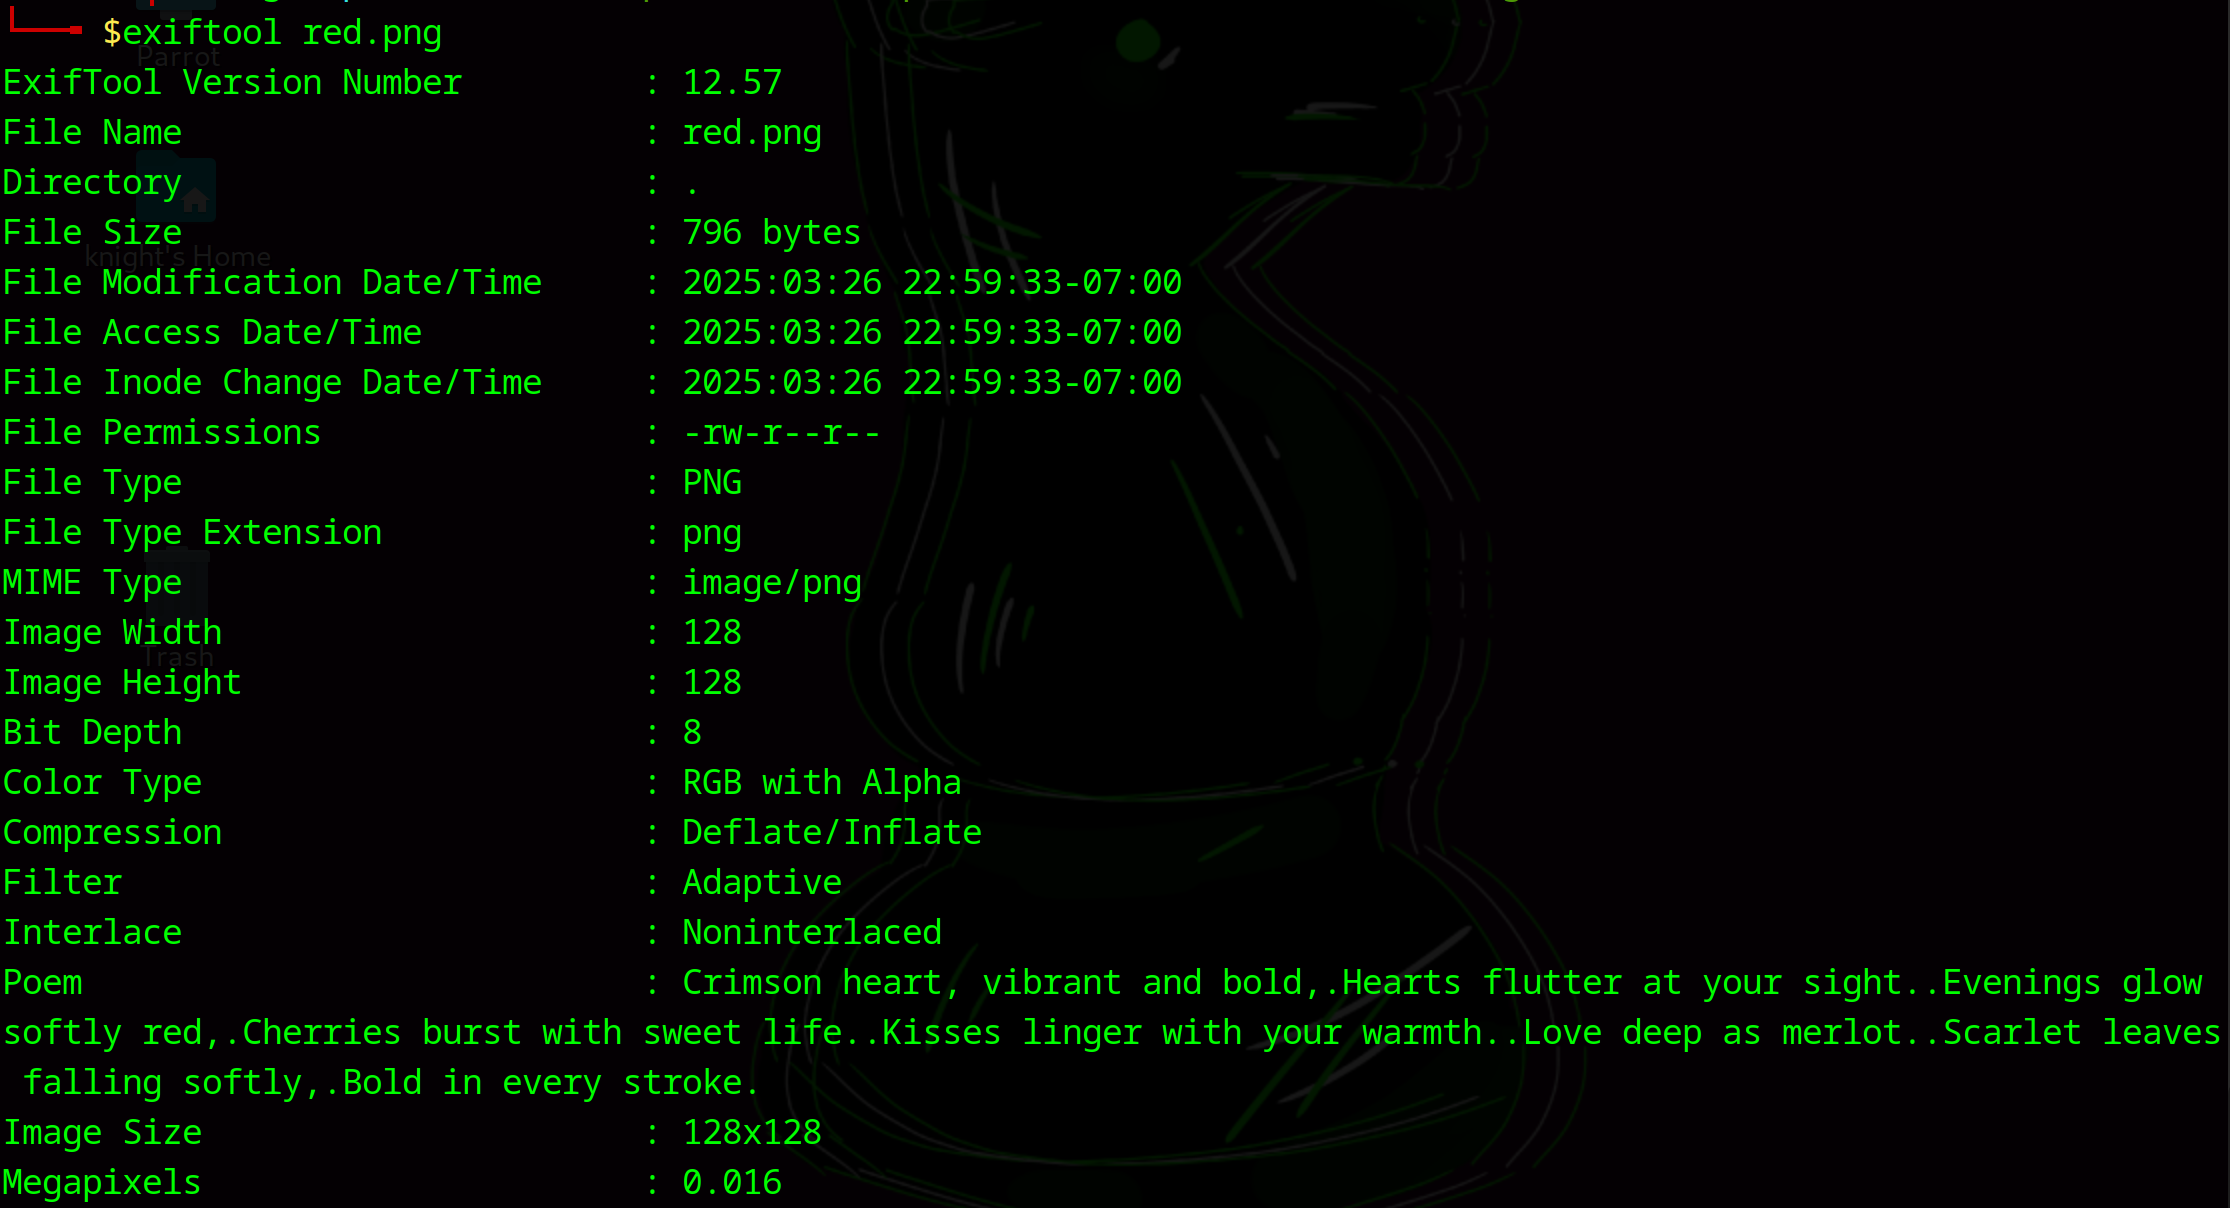 $exiftool red.png
Parrot
ExifTool Version Number : 12.57
File Name : red.png
Directory : .
File Size : 796 bytes
knight's Home
File Modification Date/Time : 2025:03:26 22:59:33-07:00
File Access Date/Time : 2025:03:26 22:59:33-07:00
File Inode Change Date/Time : 2025:03:26 22:59:33-07:00
File Permissions : -rw-r--r--
File Type : PNG
File Type Extension : png
MIME Type : image/png
Image Width : 128
Trash
Image Height : 128
Bit Depth : 8
Color Type : RGB with Alpha
Compression : Deflate/Inflate
Filter : Adaptive
Interlace : Noninterlaced
Poem : Crimson heart, vibrant and bold,.Hearts flutter at your sight..Evenings glow
softly red,.Cherries burst with sweet life..Kisses linger with your warmth..Love deep as merlot..Scarlet leaves
falling softly,.Bold in every stroke.
Image Size : 128x128
Megapixels : 0.016